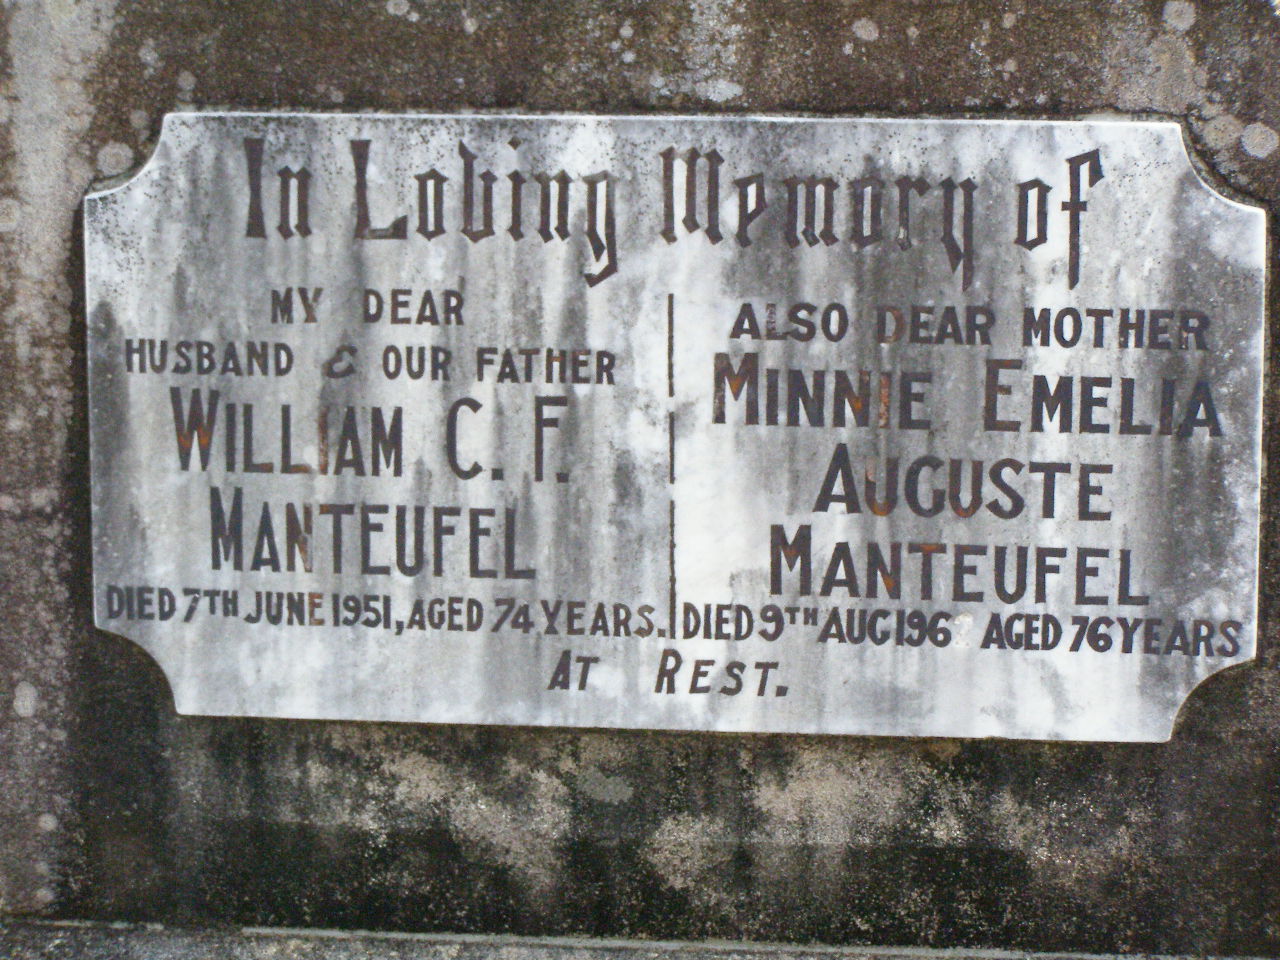 In Loving Memory of
MY DEAR
HUSBAND & OUR FATHER
WILLIAM C. F.
MANTEUFEL
DIED 7TH JUNE 1951, AGED 74 YEARS.
ALSO DEAR MOTHER
MINNIE EMELIA
AUGUSTE
MANTEUFEL
DIED 9TH AUG AGED 76 YEARS
AT REST.